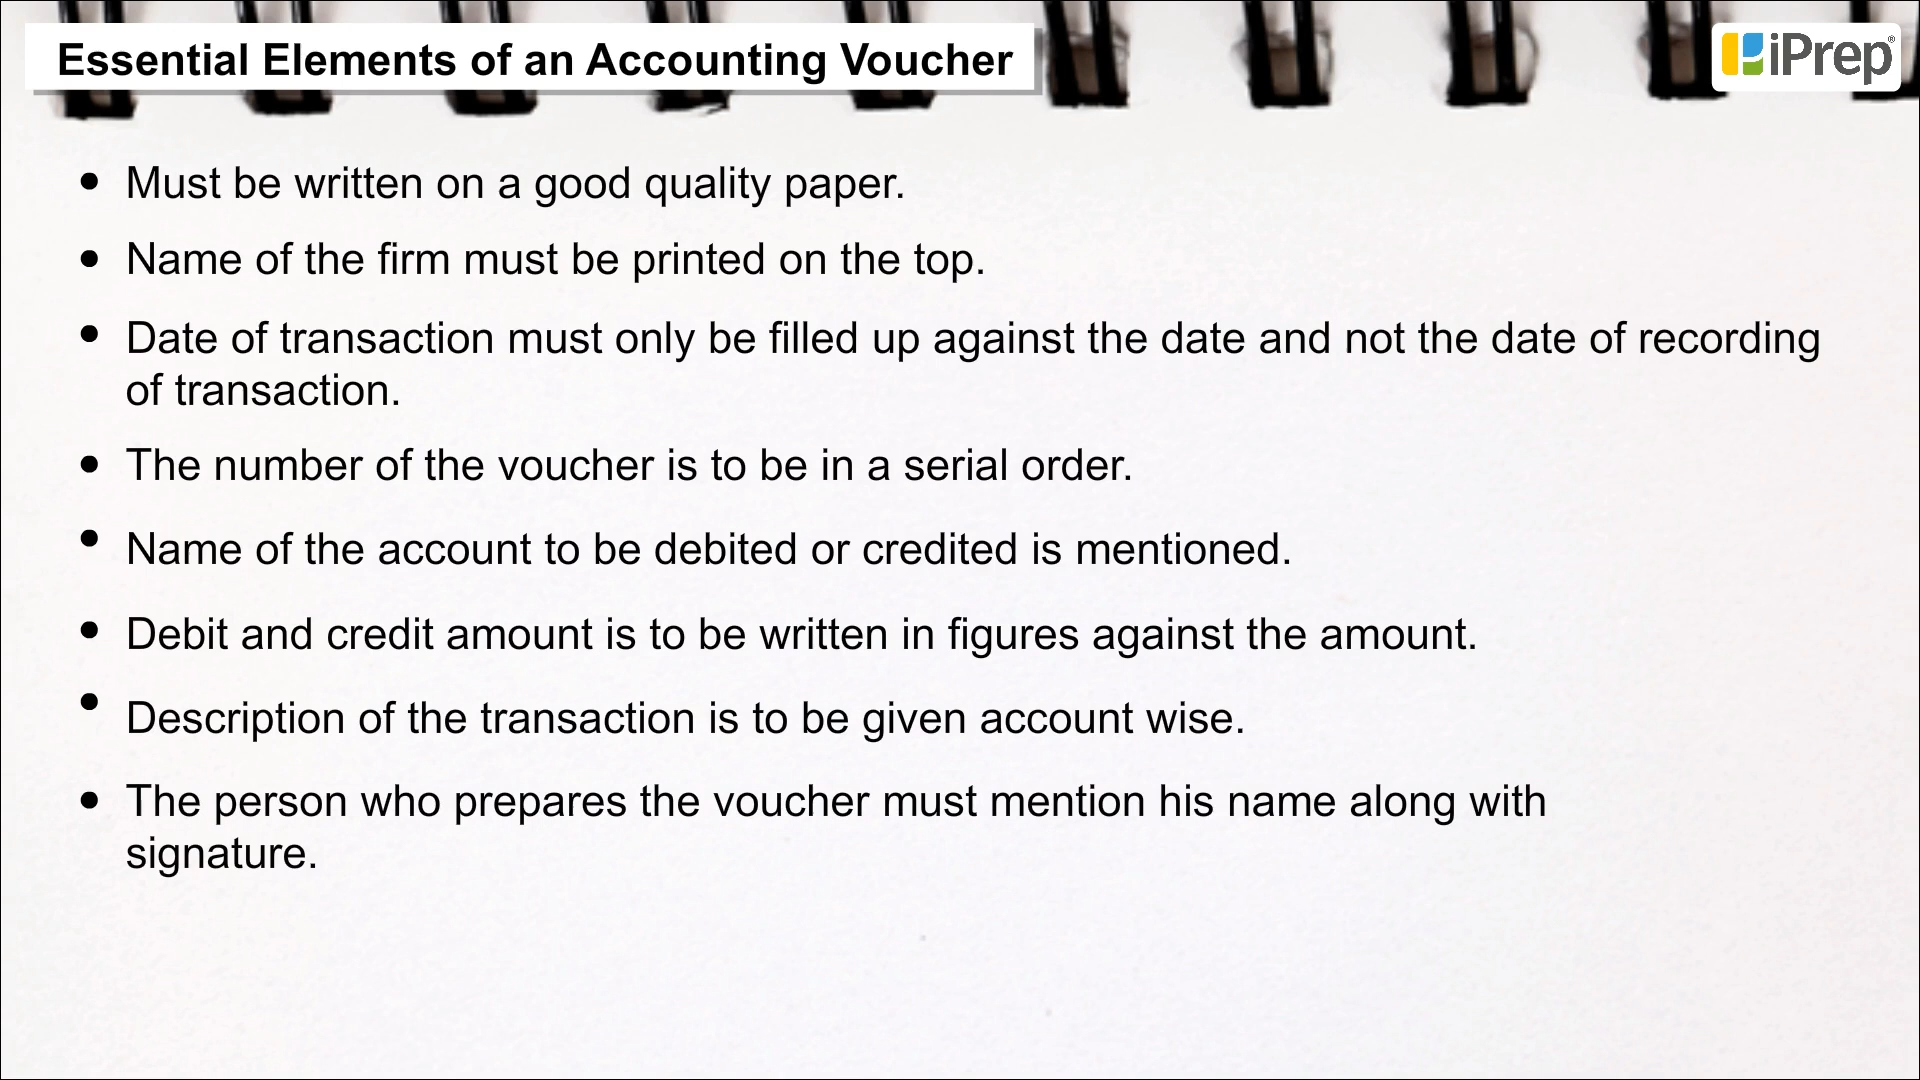 Essential Elements of an Accounting Voucher
iPrep®
• Must be written on a good quality paper.
• Name of the firm must be printed on the top.
• Date of transaction must only be filled up against the date and not the date of recording
of transaction.
• The number of the voucher is to be in a serial order.
• Name of the account to be debited or credited is mentioned.
• Debit and credit amount is to be written in figures against the amount.
• Description of the transaction is to be given account wise.
• The person who prepares the voucher must mention his name along with
signature.